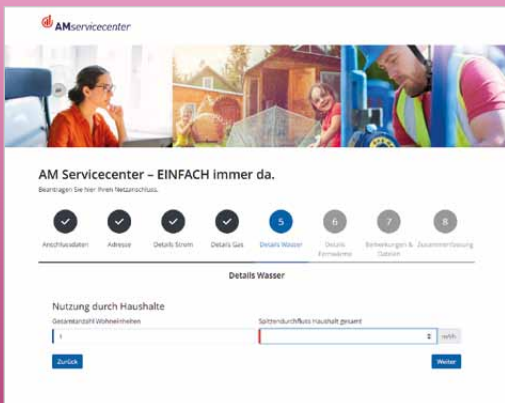 AMservicecenter
AM Servicecenter – EINFACH immer da.
Beantragen Sie hier Ihren Netzanschluss.
5 6 7 8
Anschlussdaten Adresse Details Strom Details Gas Details Wasser Details Fernwärme Bemerkungen & Dateien Zusammenfassung
Details Wasser
Nutzung durch Haushalte
Gesamtanzahl Wohneinheiten Spitzendurchfluss Haushalt gesamt
1 m³/h
Zurück Weiter